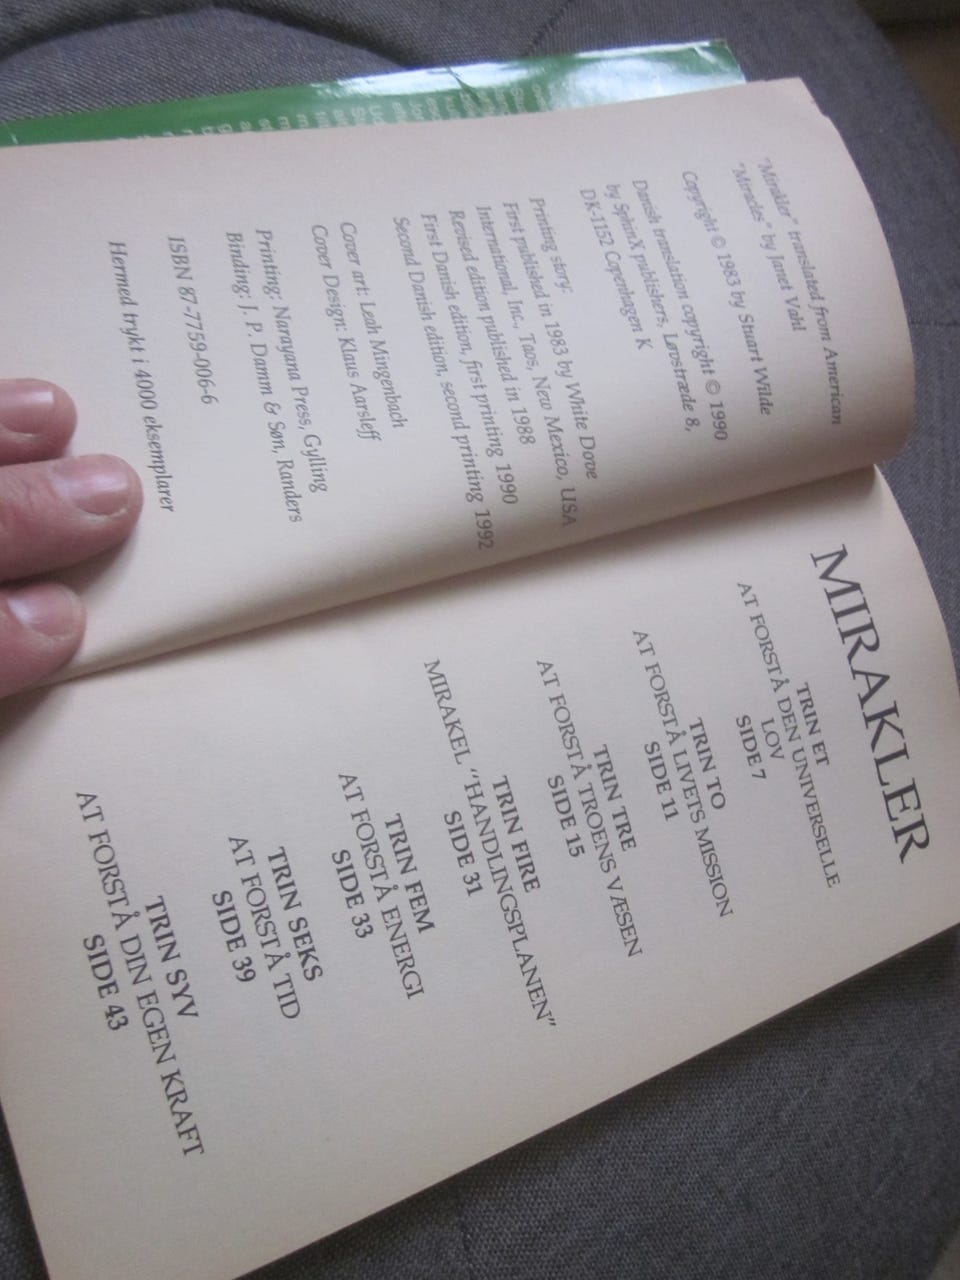 "Mirakler" translated from American
"Miracles" by Janet Vahl
Copyright © 1983 by Stuart Wilde
Danish translation copyright © 1990
by SphinX publishers, Løvstræde 8,
DK-1152 Copenhagen K
Printing story:
First published in 1983 by White Dove
International, Inc., Taos, New Mexico, USA
Revised edition published in 1988
First Danish edition, first printing 1990
Second Danish edition, second printing 1992
Cover art: Leah Mingenbach
Cover Design: Klaus Aarsleff
Printing: Narayana Press, Gylling
Binding: J. P. Damm & Søn, Randers
ISBN 87-7759-006-6
Hermed trykt i 4000 eksemplarer
MIRAKLER
TRIN ET
AT FORSTÅ DEN UNIVERSELLE
LOV
SIDE 7
TRIN TO
AT FORSTÅ LIVETS MISSION
SIDE 11
TRIN TRE
AT FORSTÅ TROENS VÆSEN
SIDE 15
TRIN FIRE
MIRAKEL "HANDLINGSPLANEN"
SIDE 31
TRIN FEM
AT FORSTÅ ENERGI
SIDE 33
TRIN SEKS
AT FORSTÅ TID
SIDE 39
TRIN SYV
AT FORSTÅ DIN EGEN KRAFT
SIDE 43